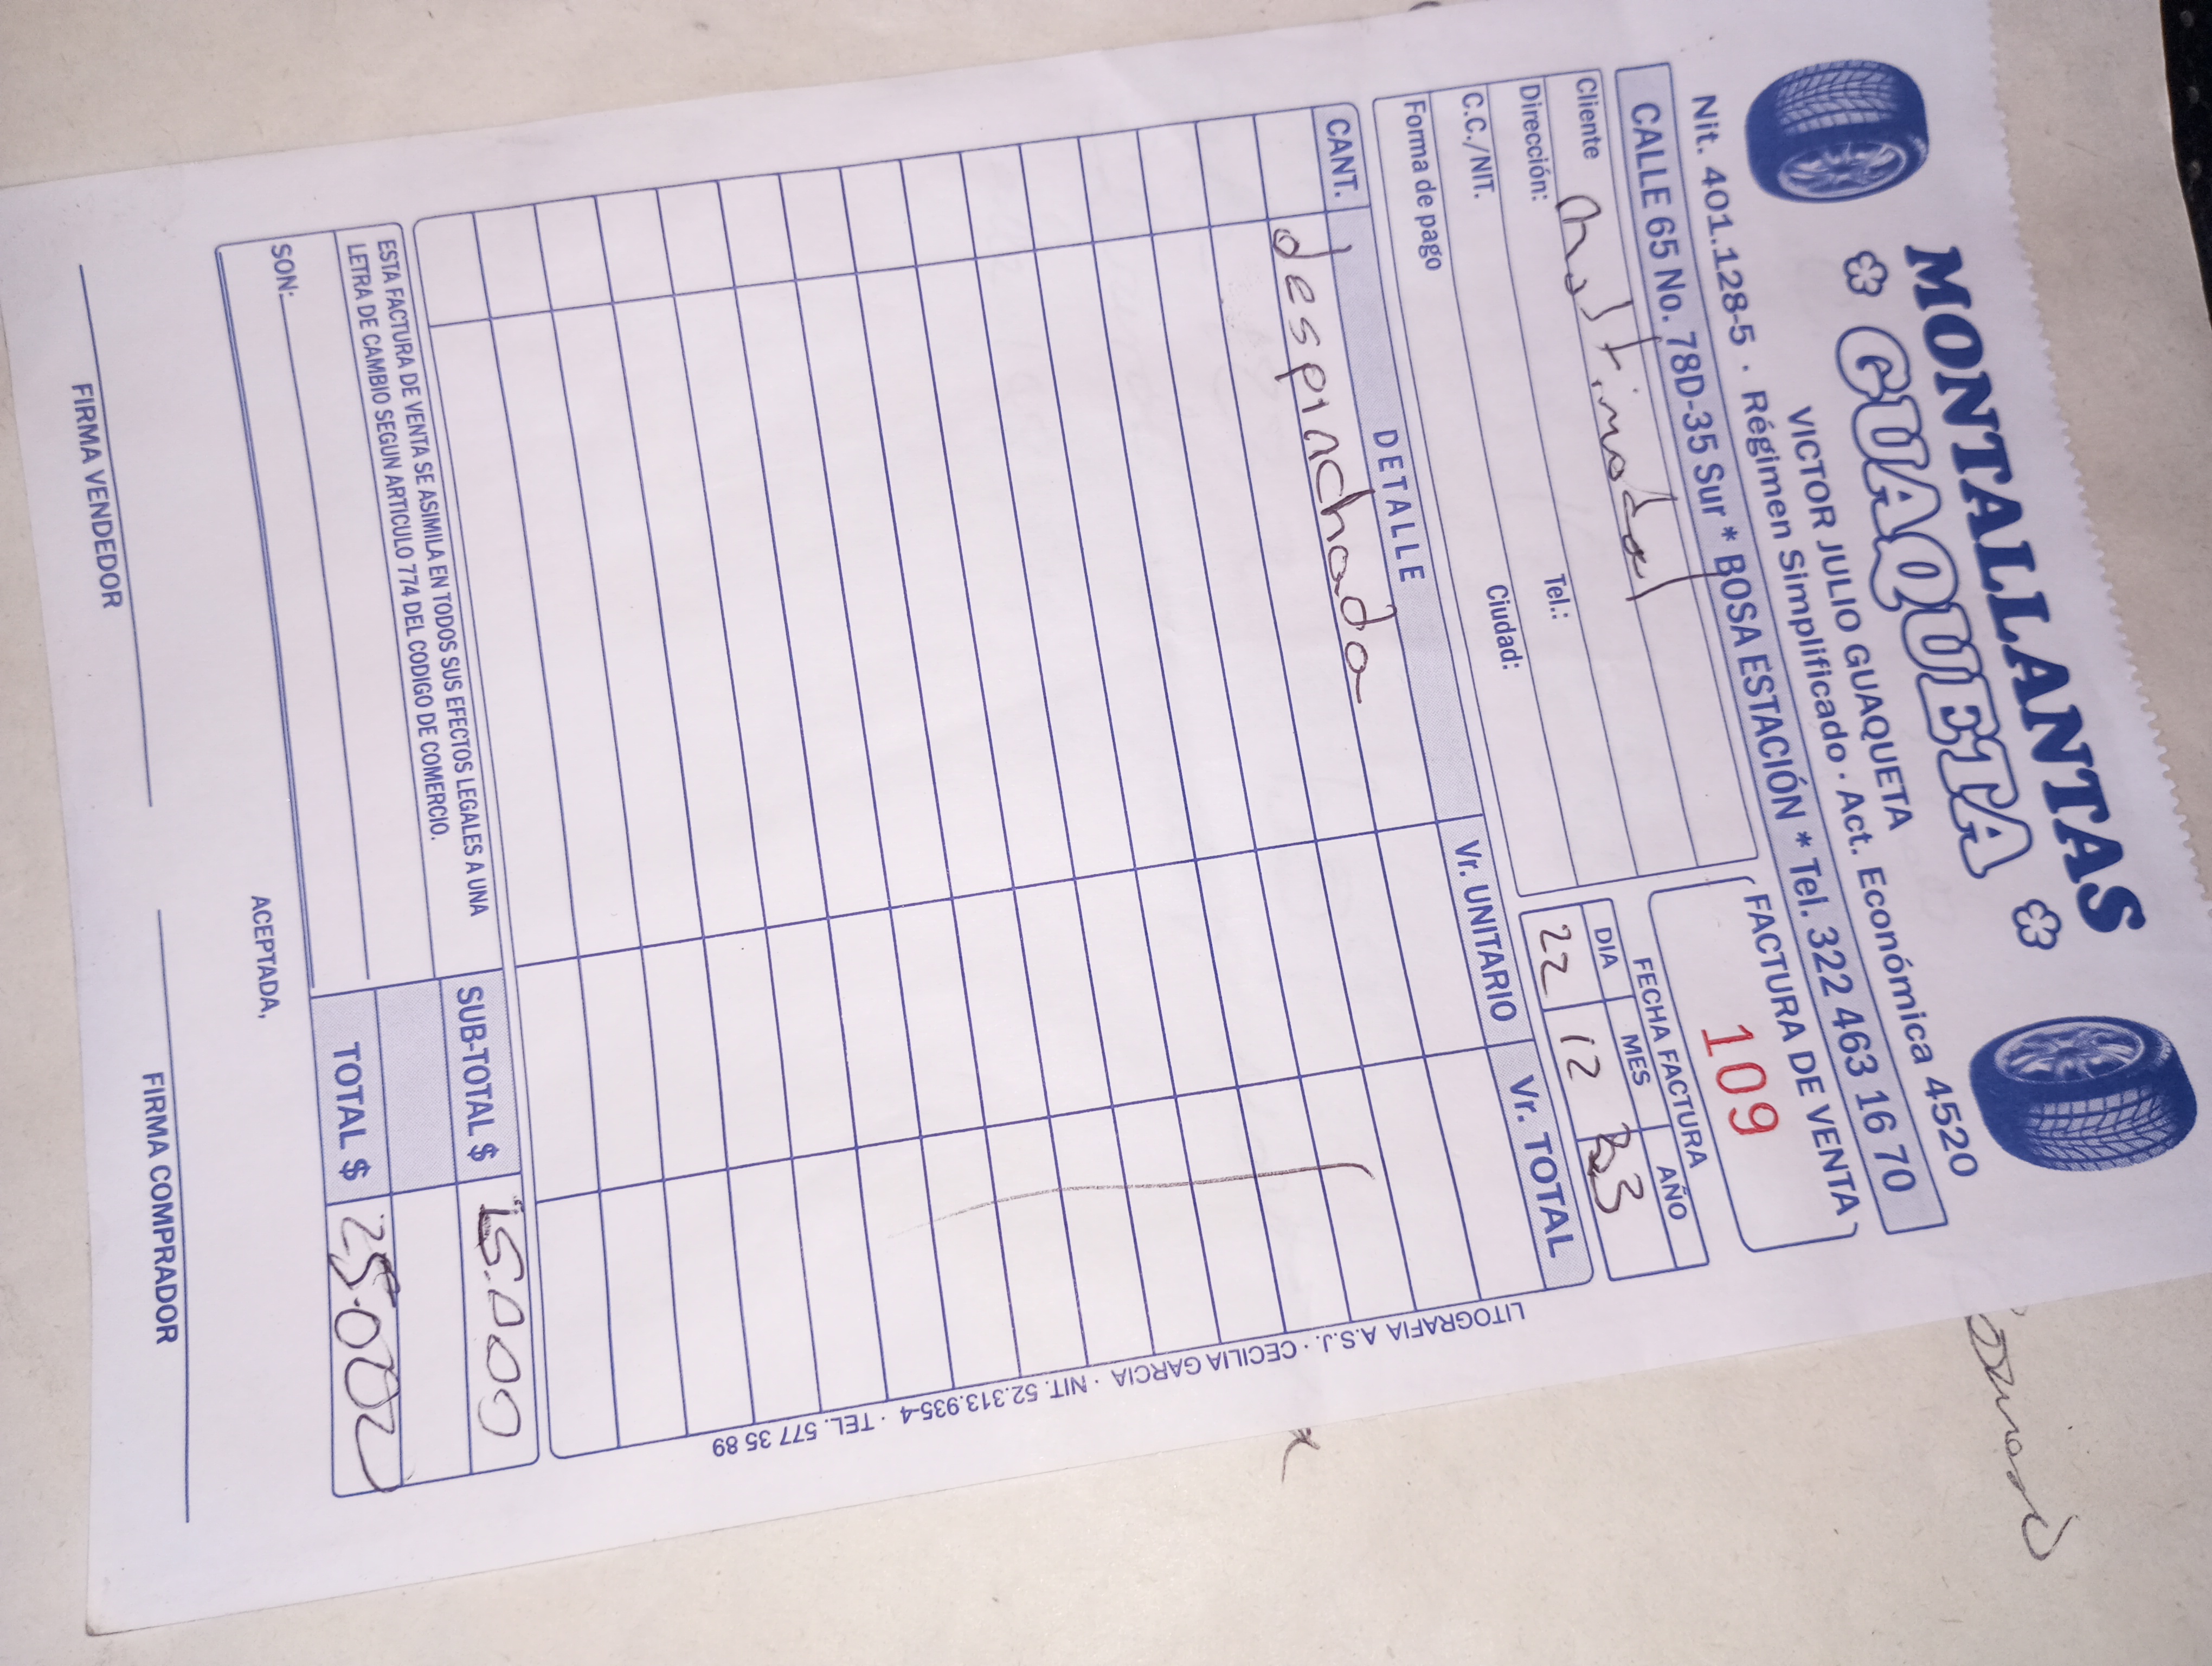 MONTALLANTAS
GUAQUETA
VICTOR JULIO GUAQUETA
Nit. 401.128-5 · Régimen Simplificado · Act. Económica 4520
CALLE 65 No. 78D-35 Sur * BOSA ESTACIÓN * Tel. 322 463 16 70
FACTURA DE VENTA
109
Cliente
Dirección: Tel.:
C.C./NIT. Ciudad:
Forma de pago
FECHA FACTURA
DIA MES AÑO
22 12
CANT. DETALLE Vr. UNITARIO Vr. TOTAL
despinchada
ESTA FACTURA DE VENTA SE ASIMILA EN TODOS SUS EFECTOS LEGALES A UNA
LETRA DE CAMBIO SEGUN ARTICULO 774 DEL CODIGO DE COMERCIO.
SON:
SUB-TOTAL $
TOTAL $
ACEPTADA,
FIRMA VENDEDOR FIRMA COMPRADOR
LITOGRAFIA A.S.J. · CECILIA GARCIA · NIT. 52.313.935-4 · TEL. 577 35 89